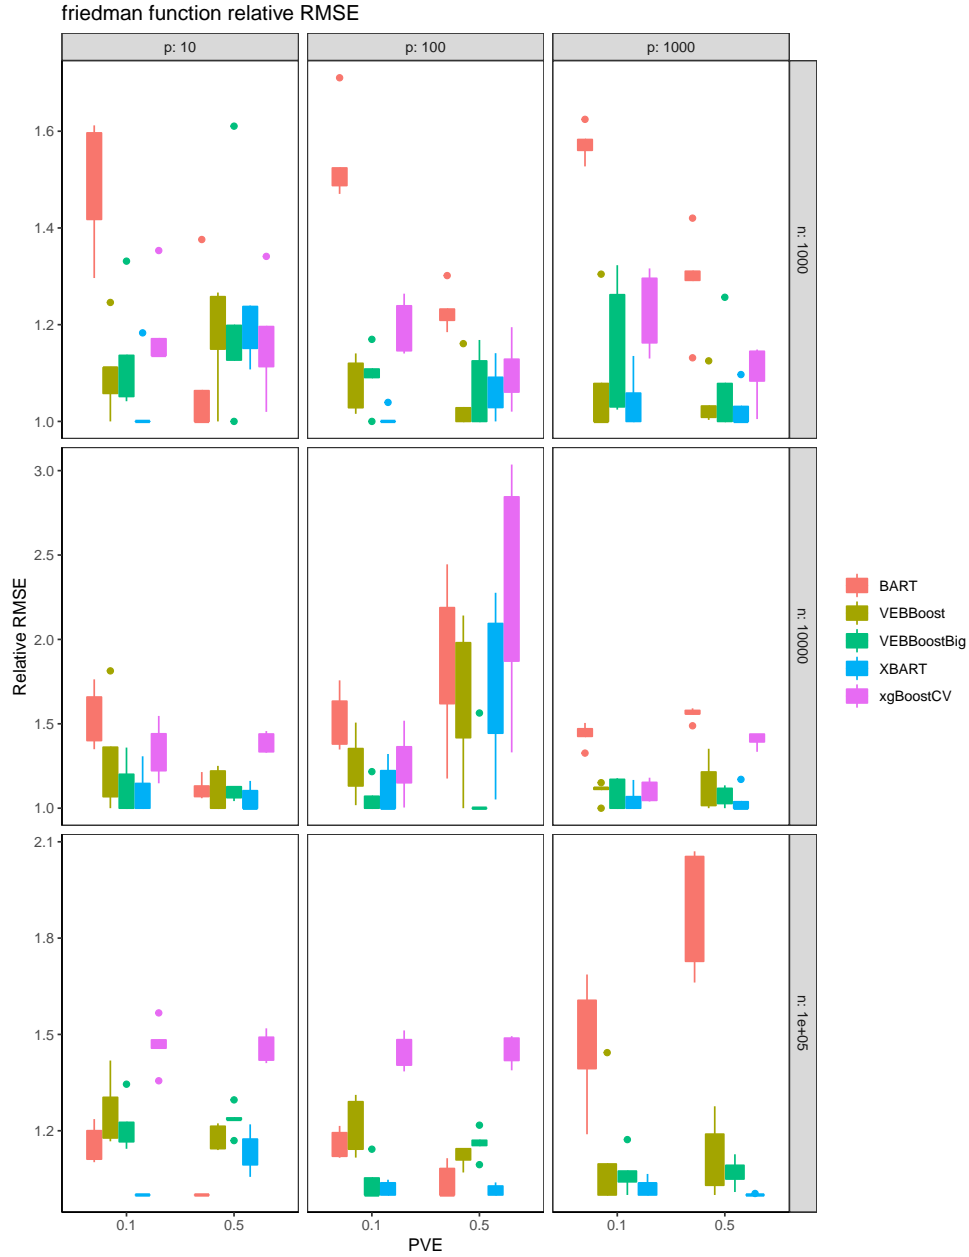 friedman function relative RMSE
p: 10
p: 100
p: 1000
1.6
1.4
1.2
1.0
n: 1000
3.0
2.5
2.0
1.5
1.0
n: 10000
2.1
1.8
1.5
1.2
n: 1e+05
Relative RMSE
0.1
0.5
0.1
0.5
0.1
0.5
PVE
BART
VEBBoost
VEBBoostBig
XBART
xgBoostCV